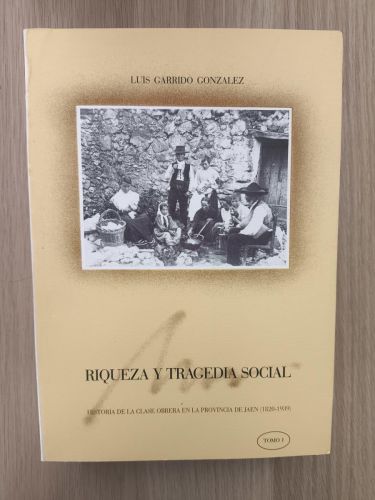 LUIS GARRIDO GONZALEZ
RIQUEZA Y TRAGEDIA SOCIAL
HISTORIA DE LA CLASE OBRERA EN LA PROVINCIA DE JAEN (1820-1939)
TOMO I